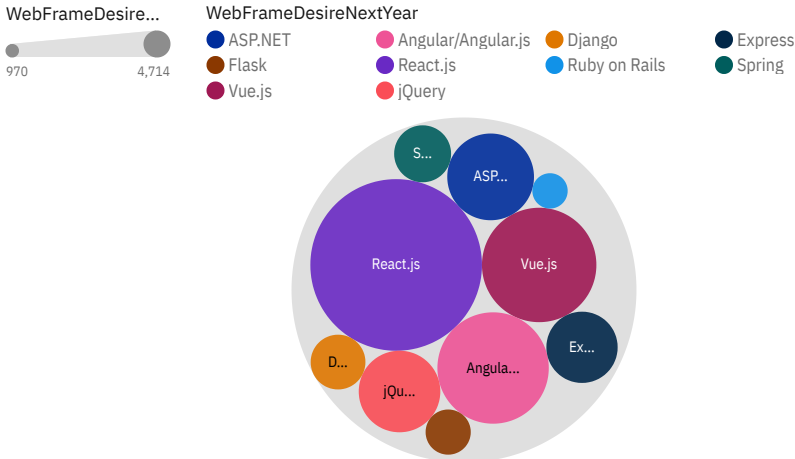 WebFrameDesire...
970
4,714
WebFrameDesireNextYear
ASP.NET
Angular/Angular.js
Django
Express
Flask
React.js
Ruby on Rails
Spring
Vue.js
jQuery
S...
ASP...
React.js
Vue.js
Ex...
D...
Angula...
jQu...